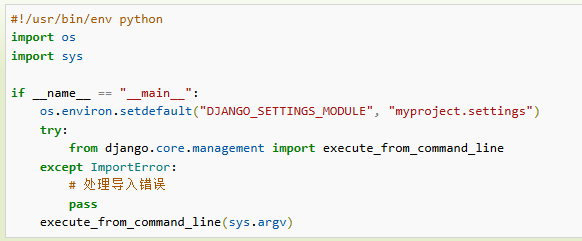 #!/usr/bin/env python
import os
import sys

if __name__ == "__main__":
    os.environ.setdefault("DJANGO_SETTINGS_MODULE", "myproject.settings")
    try:
        from django.core.management import execute_from_command_line
    except ImportError:
        # 处理导入错误
        pass
    execute_from_command_line(sys.argv)